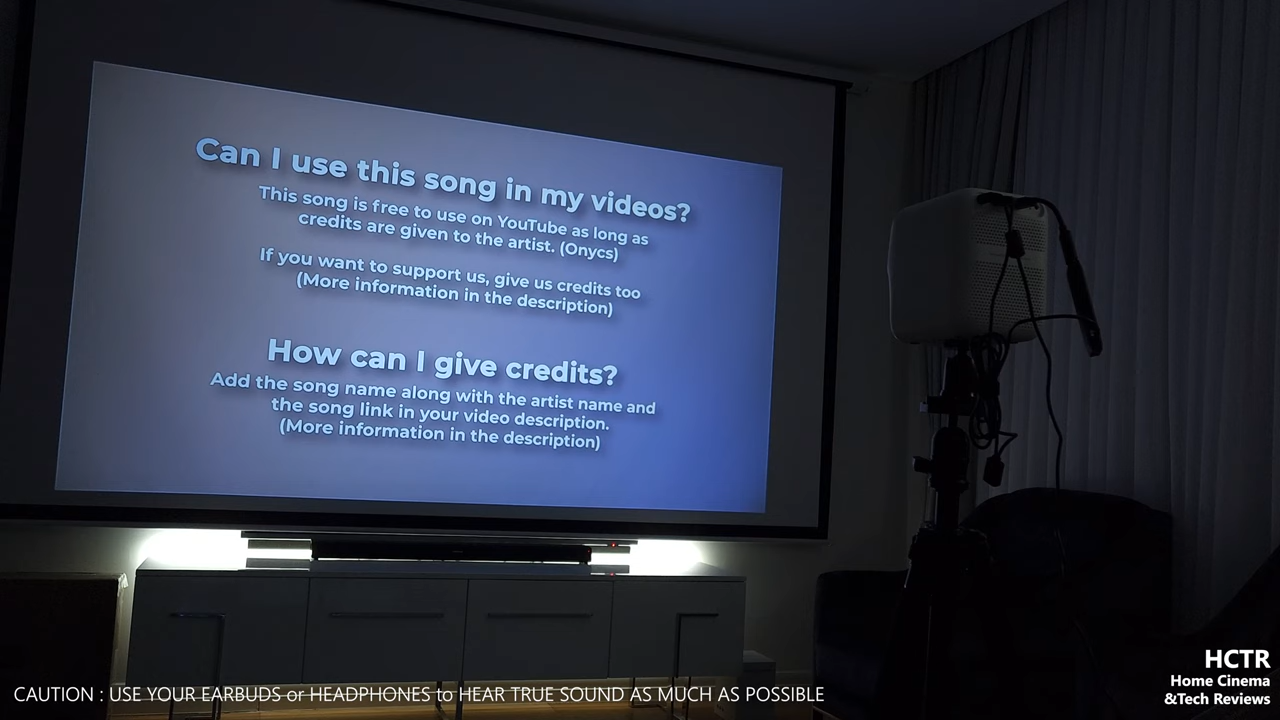 Can I use this song in my videos?
This song is free to use on YouTube as long as
credits are given to the artist. (Onycs)
If you want to support us, give us credits too
(More information in the description)
How can I give credits?
Add the song name along with the artist name and
the song link in your video description.
(More information in the description)
HCTR
Home Cinema
&Tech Reviews
CAUTION : USE YOUR EARBUDS or HEADPHONES to HEAR TRUE SOUND AS MUCH AS POSSIBLE